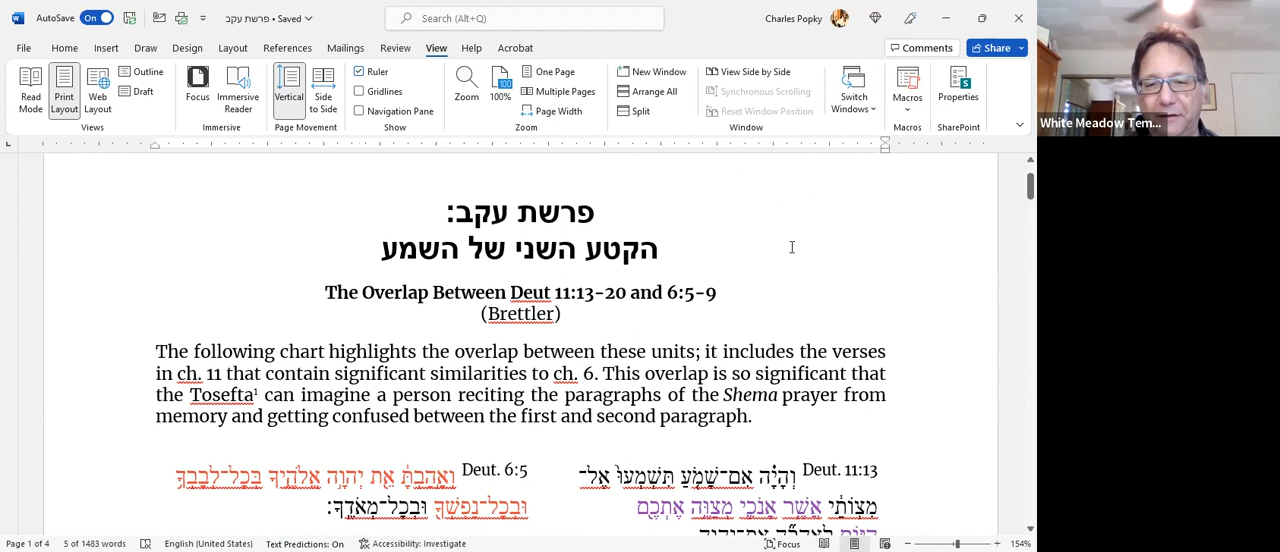 AutoSave On פרשת עקב • Saved Search (Alt+Q) Charles Popky
File Home Insert Draw Design Layout References Mailings Review View Help Acrobat Comments Share
Read Mode
Print Layout
Web Layout
Outline
Draft
Views
Focus
Immersive Reader
Immersive
Vertical
Side to Side
Page Movement
Ruler
Gridlines
Navigation Pane
Show
Zoom
100
100%
One Page
Multiple Pages
Page Width
Zoom
New Window
Arrange All
Split
View Side by Side
Synchronous Scrolling
Reset Window Position
Window
Switch Windows
Macros
Macros
Properties
SharePoint
White Meadow Tem...
פרשת עקב:
הקטע השני של השמע
The Overlap Between Deut 11:13-20 and 6:5-9
(Brettler)
The following chart highlights the overlap between these units; it includes the verses
in ch. 11 that contain significant similarities to ch. 6. This overlap is so significant that
the Tosefta¹ can imagine a person reciting the paragraphs of the Shema prayer from
memory and getting confused between the first and second paragraph.
Deut. 11:13 וְהָיָ֗ה אִם־שָׁמֹ֤עַ תִּשְׁמְעוּ֙ אֶל־
מִצְוֺתַ֔י אֲשֶׁ֧ר אָנֹכִ֛י מְצַוֶּ֥ה אֶתְכֶ֖ם
Deut. 6:5 וְאָ֣הַבְתָּ֔ אֵ֖ת יְהוָ֣ה אֱלֹהֶ֑יךָ בְּכָל־לְבָבְךָ֥
וּבְכָל־נַפְשְׁךָ֖ וּבְכָל־מְאֹדֶֽךָ׃
Page 1 of 4 5 of 1483 words English (United States) Text Predictions: On Accessibility: Investigate Focus 154%